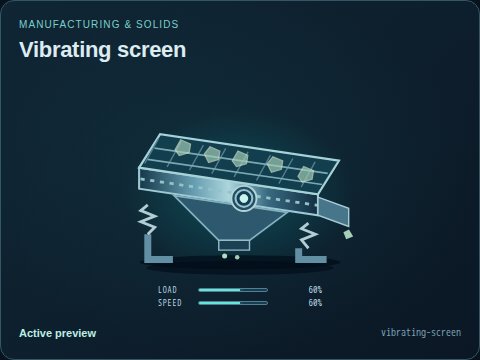 MANUFACTURING & SOLIDS
Vibrating screen
LOAD 60%
SPEED 60%
Active preview
vibrating-screen